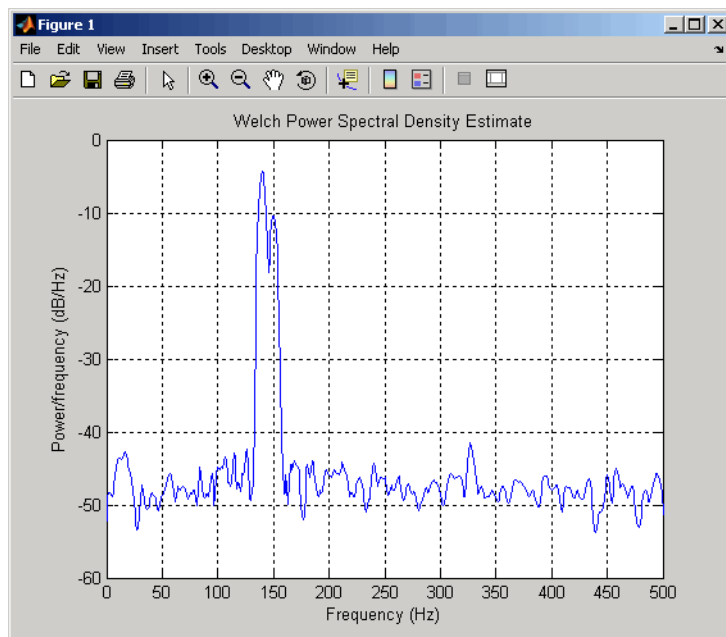 Figure 1
File Edit View Insert Tools Desktop Window Help
Welch Power Spectral Density Estimate
0
-10
-20
-30
-40
-50
-60
Power/frequency (dB/Hz)
0 50 100 150 200 250 300 350 400 450 500
Frequency (Hz)